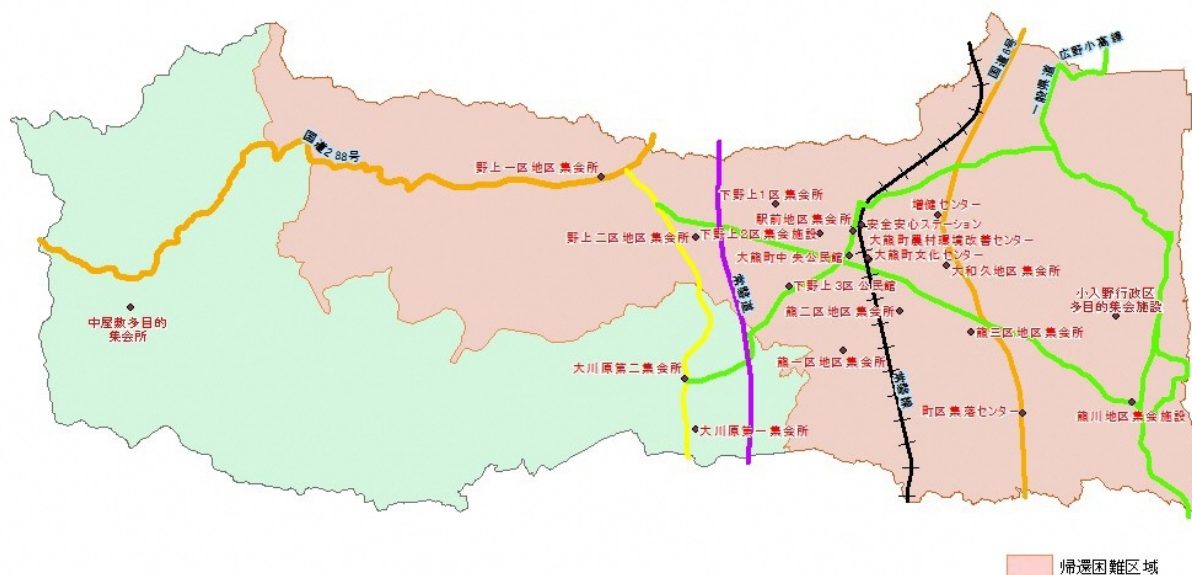 広野小高線
国道6号
一般県道
国道288号
野上一区地区集会所
下野上1区集会所
増健センター
駅前地区集会所
安全安心ステーション
野上二区地区集会所
下野上2区集会施設
大熊町農村環境改善センター
大熊町中央公民館
大熊町文化センター
大和久地区集会所
常磐道
下野上3区公民館
小入野行政区
多目的集会施設
中屋敷多目的
集会所
熊二区地区集会所
熊三区地区集会所
熊一区地区集会所
大川原第二集会所
常磐線
町区集落センター
熊川地区集会施設
大川原第一集会所
帰還困難区域